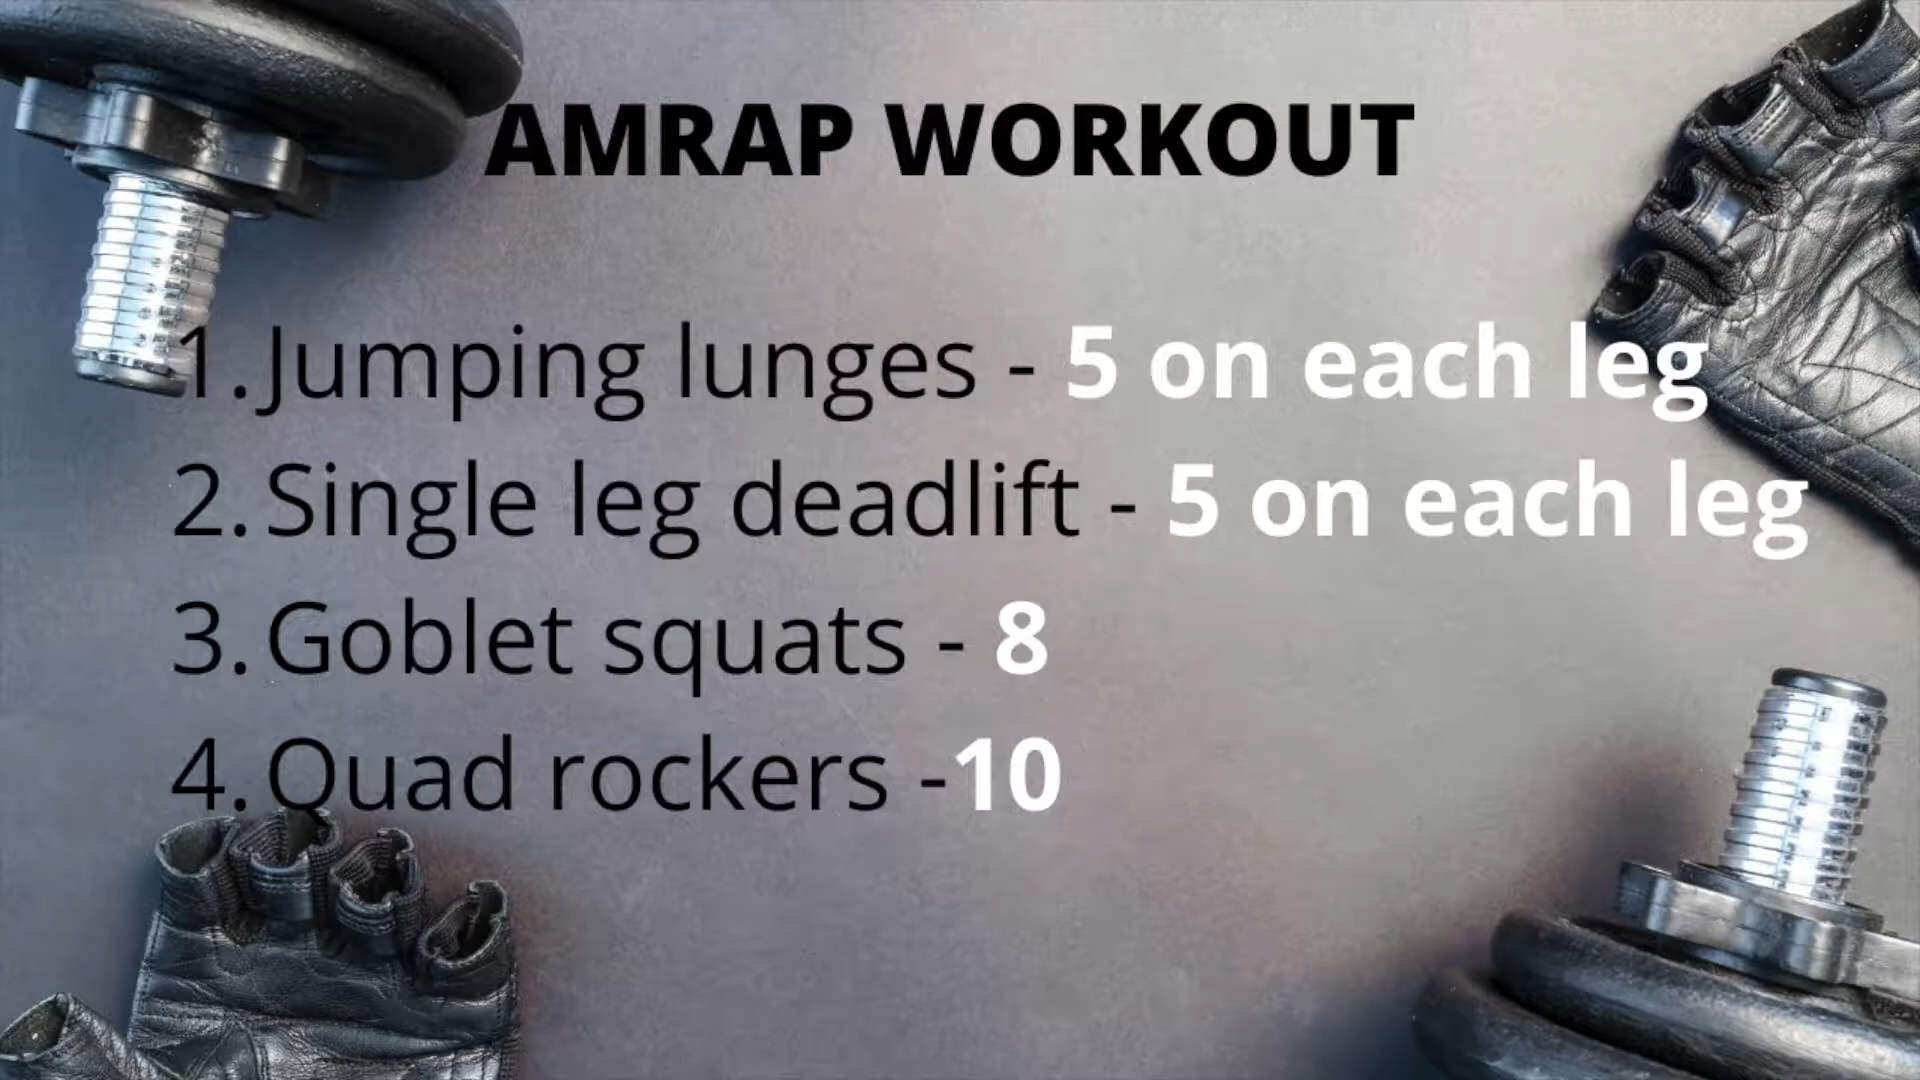 AMRAP WORKOUT
1. Jumping lunges - 5 on each leg
2. Single leg deadlift - 5 on each leg
3. Goblet squats - 8
4. Quad rockers -10